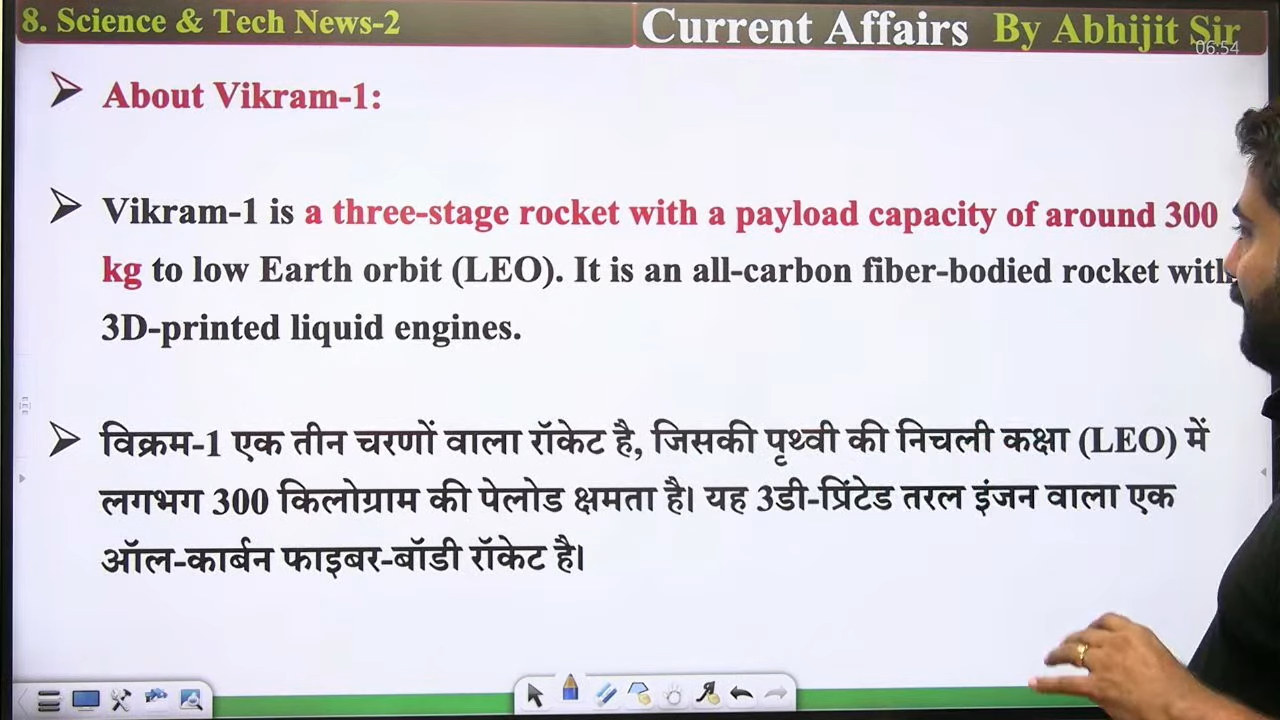 8. Science & Tech News-2
Current Affairs By Abhijit Sir
06:54
About Vikram-1:
Vikram-1 is a three-stage rocket with a payload capacity of around 300
kg to low Earth orbit (LEO). It is an all-carbon fiber-bodied rocket with
3D-printed liquid engines.
विक्रम-1 एक तीन चरणों वाला रॉकेट है, जिसकी पृथ्वी की निचली कक्षा (LEO) में
लगभग 300 किलोग्राम की पेलोड क्षमता है। यह 3डी-प्रिंटेड तरल इंजन वाला एक
ऑल-कार्बन फाइबर-बॉडी रॉकेट है।